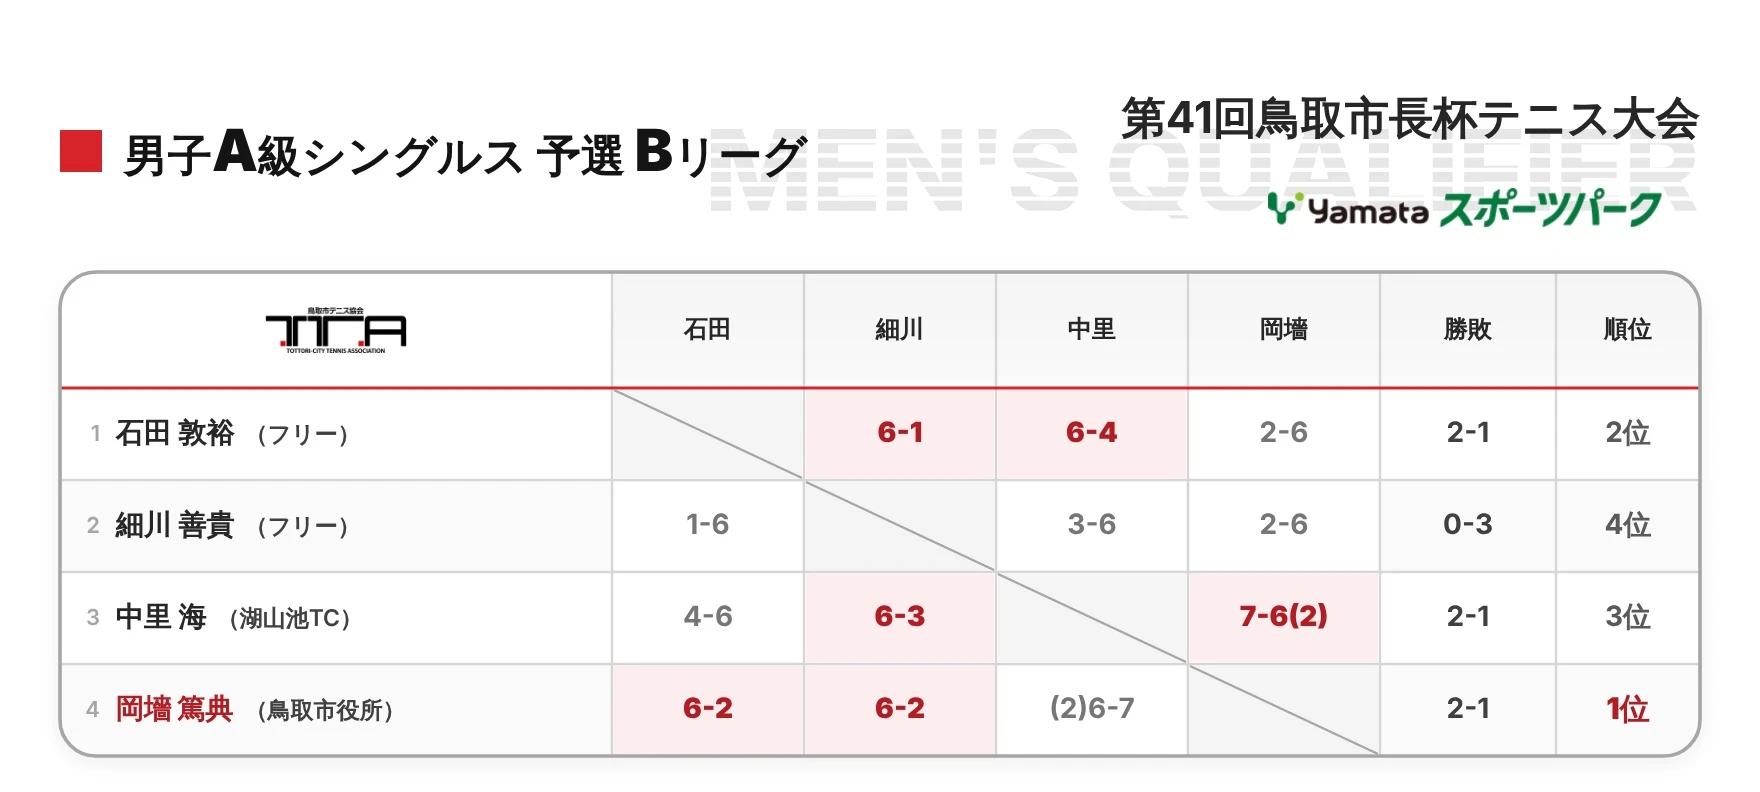 第41回鳥取市長杯テニス大会
男子A級シングルス 予選 Bリーグ
MEN'S QUALIFIER
Yamata スポーツパーク
鳥取市テニス協会
TTA
TOTTORI-CITY TENNIS ASSOCIATION
石田 細川 中里 岡墻 勝敗 順位
1 石田 敦裕 （フリー） 6-1 6-4 2-6 2-1 2位
2 細川 善貴 （フリー） 1-6 3-6 2-6 0-3 4位
3 中里 海 （湖山池TC） 4-6 6-3 7-6(2) 2-1 3位
4 岡墻 篤典 （鳥取市役所） 6-2 6-2 (2)6-7 2-1 1位